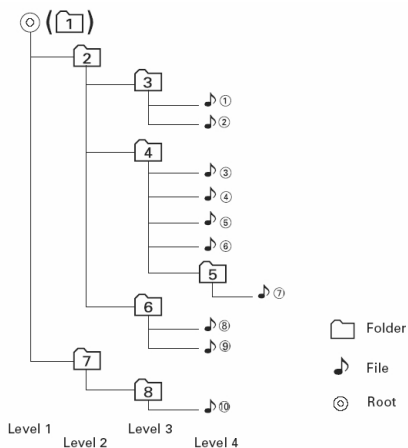 (1)
2
3
①
②
4
③
④
⑤
⑥
5
⑦
6
⑧
⑨
7
8
⑩
Folder
File
Root
Level 1
Level 2
Level 3
Level 4